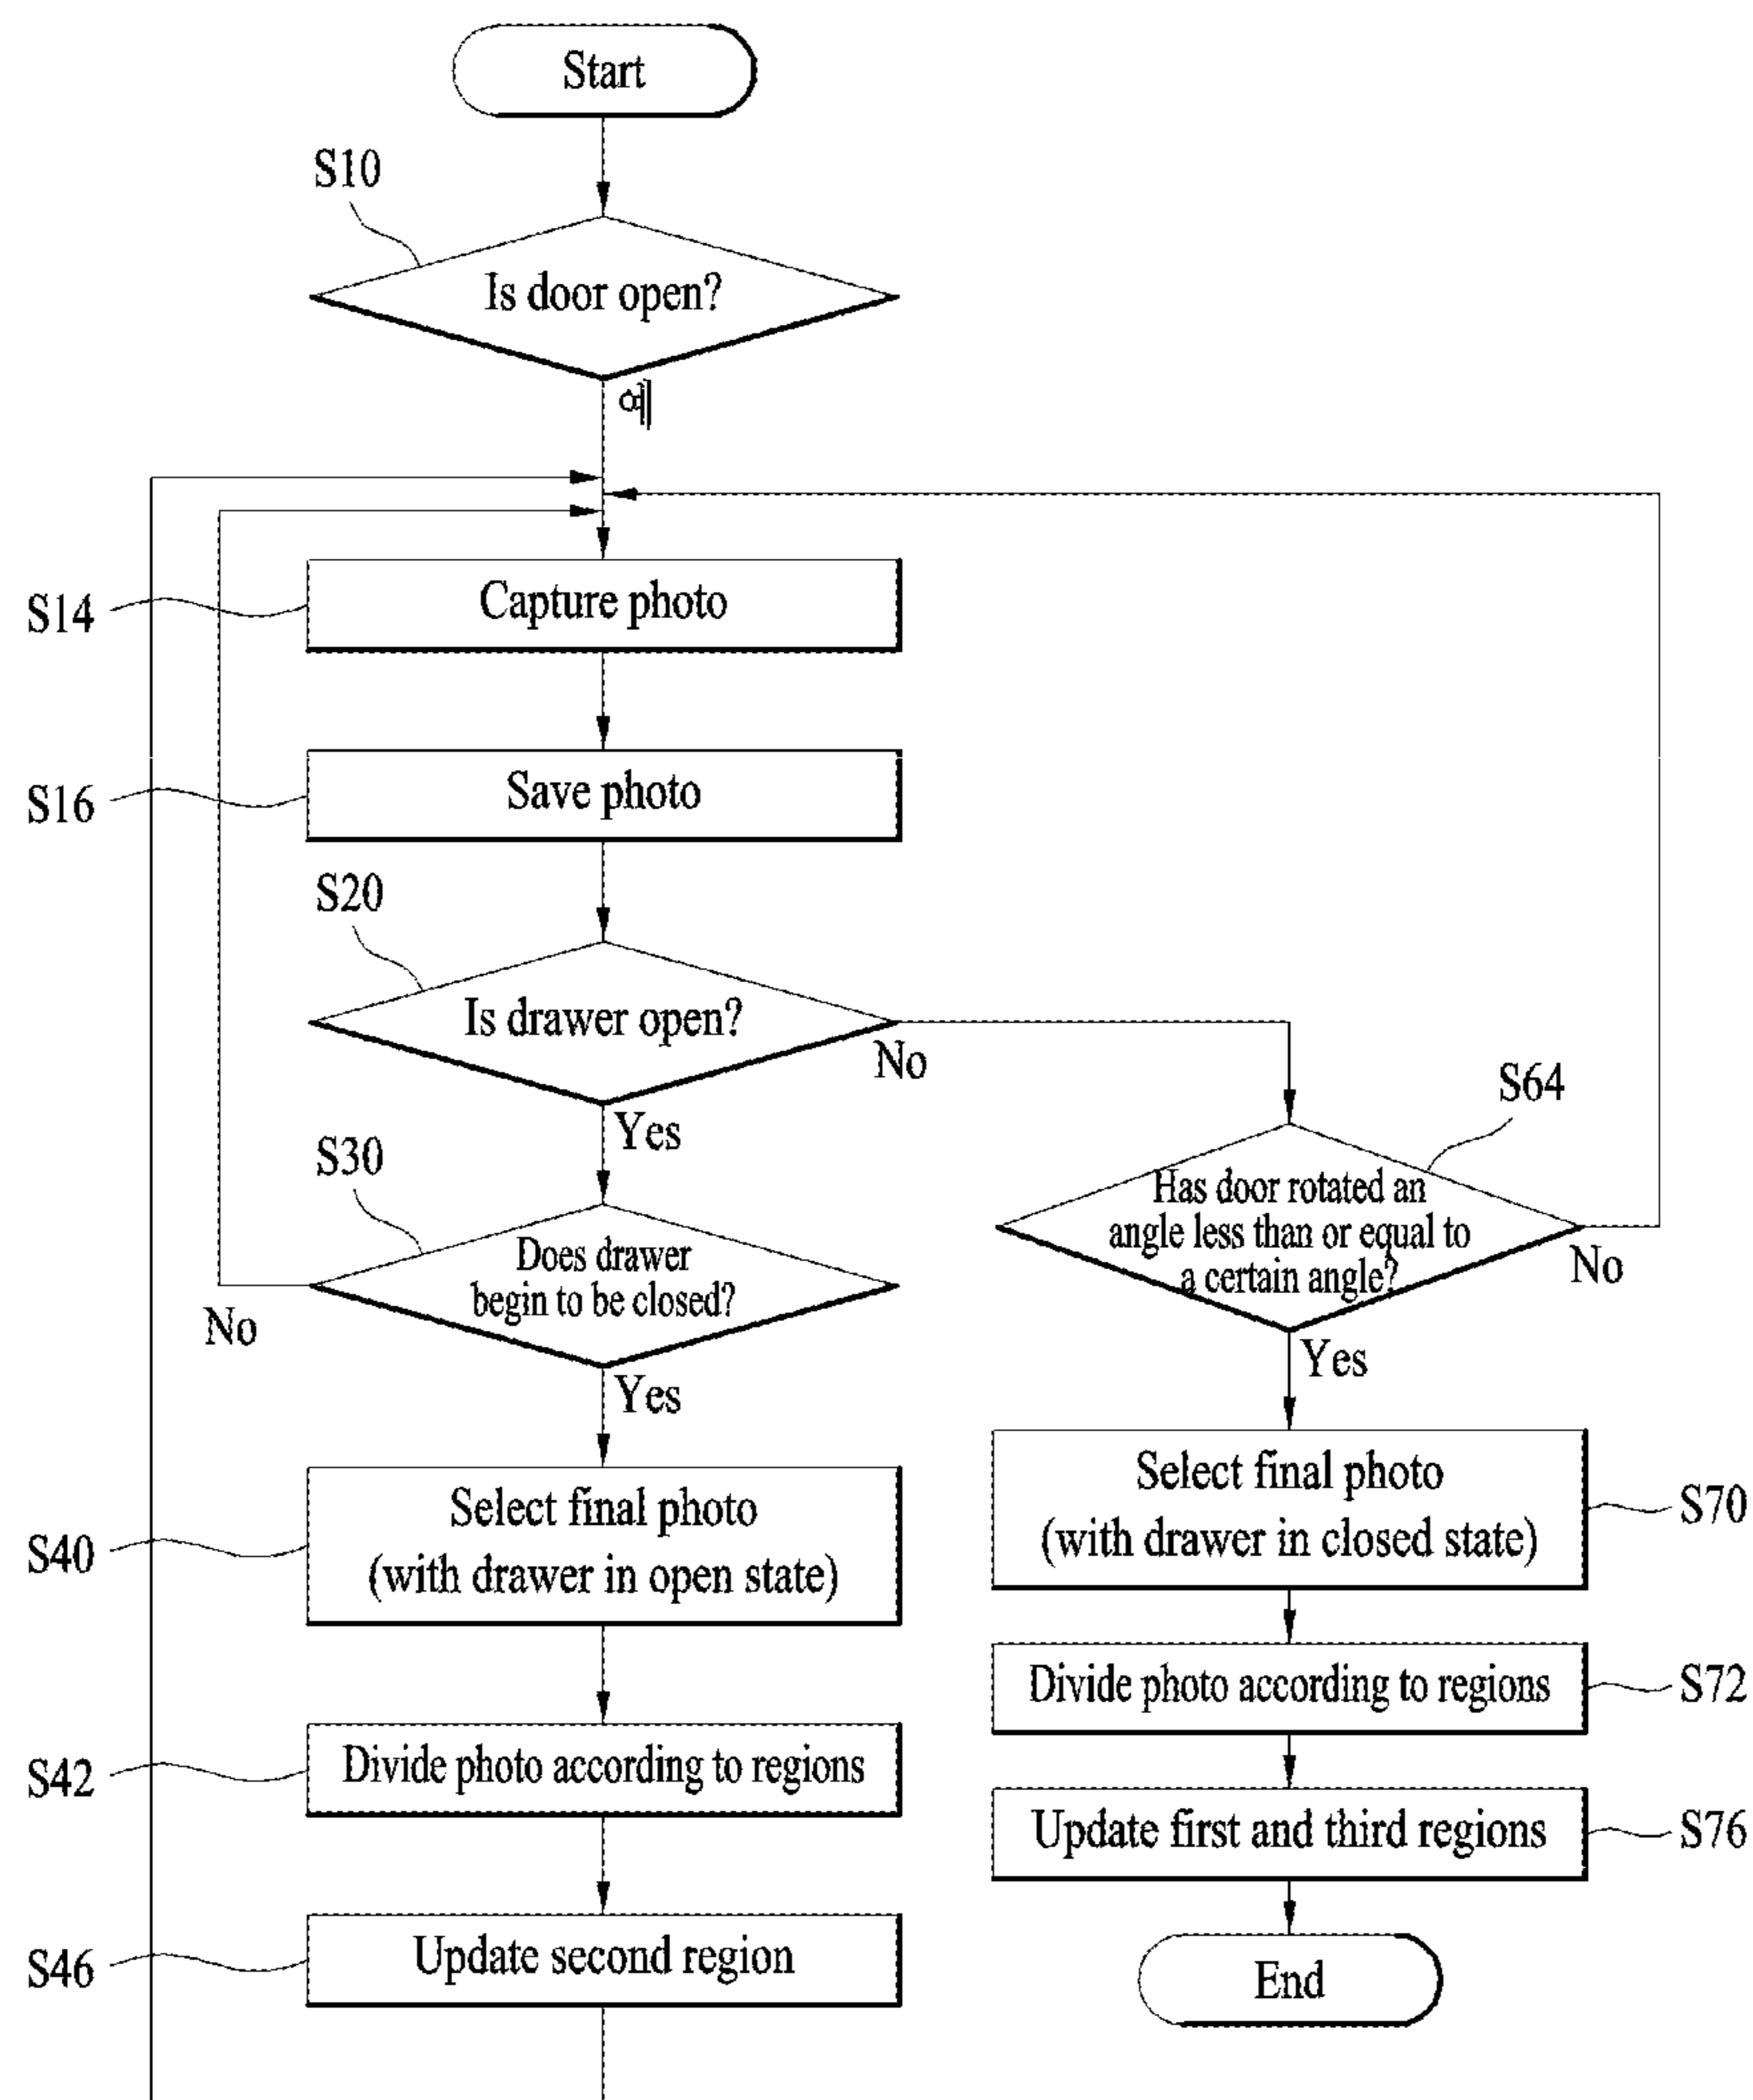 Start
S10
Is door open?
예
S14
Capture photo
S16
Save photo
S20
Is drawer open?
No
Yes
S64
Has door rotated an
angle less than or equal to
a certain angle?
No
Yes
S30
Does drawer
begin to be closed?
No
Yes
S40
Select final photo
(with drawer in open state)
S42
Divide photo according to regions
S46
Update second region
Select final photo
(with drawer in closed state)
S70
Divide photo according to regions
S72
Update first and third regions
S76
End